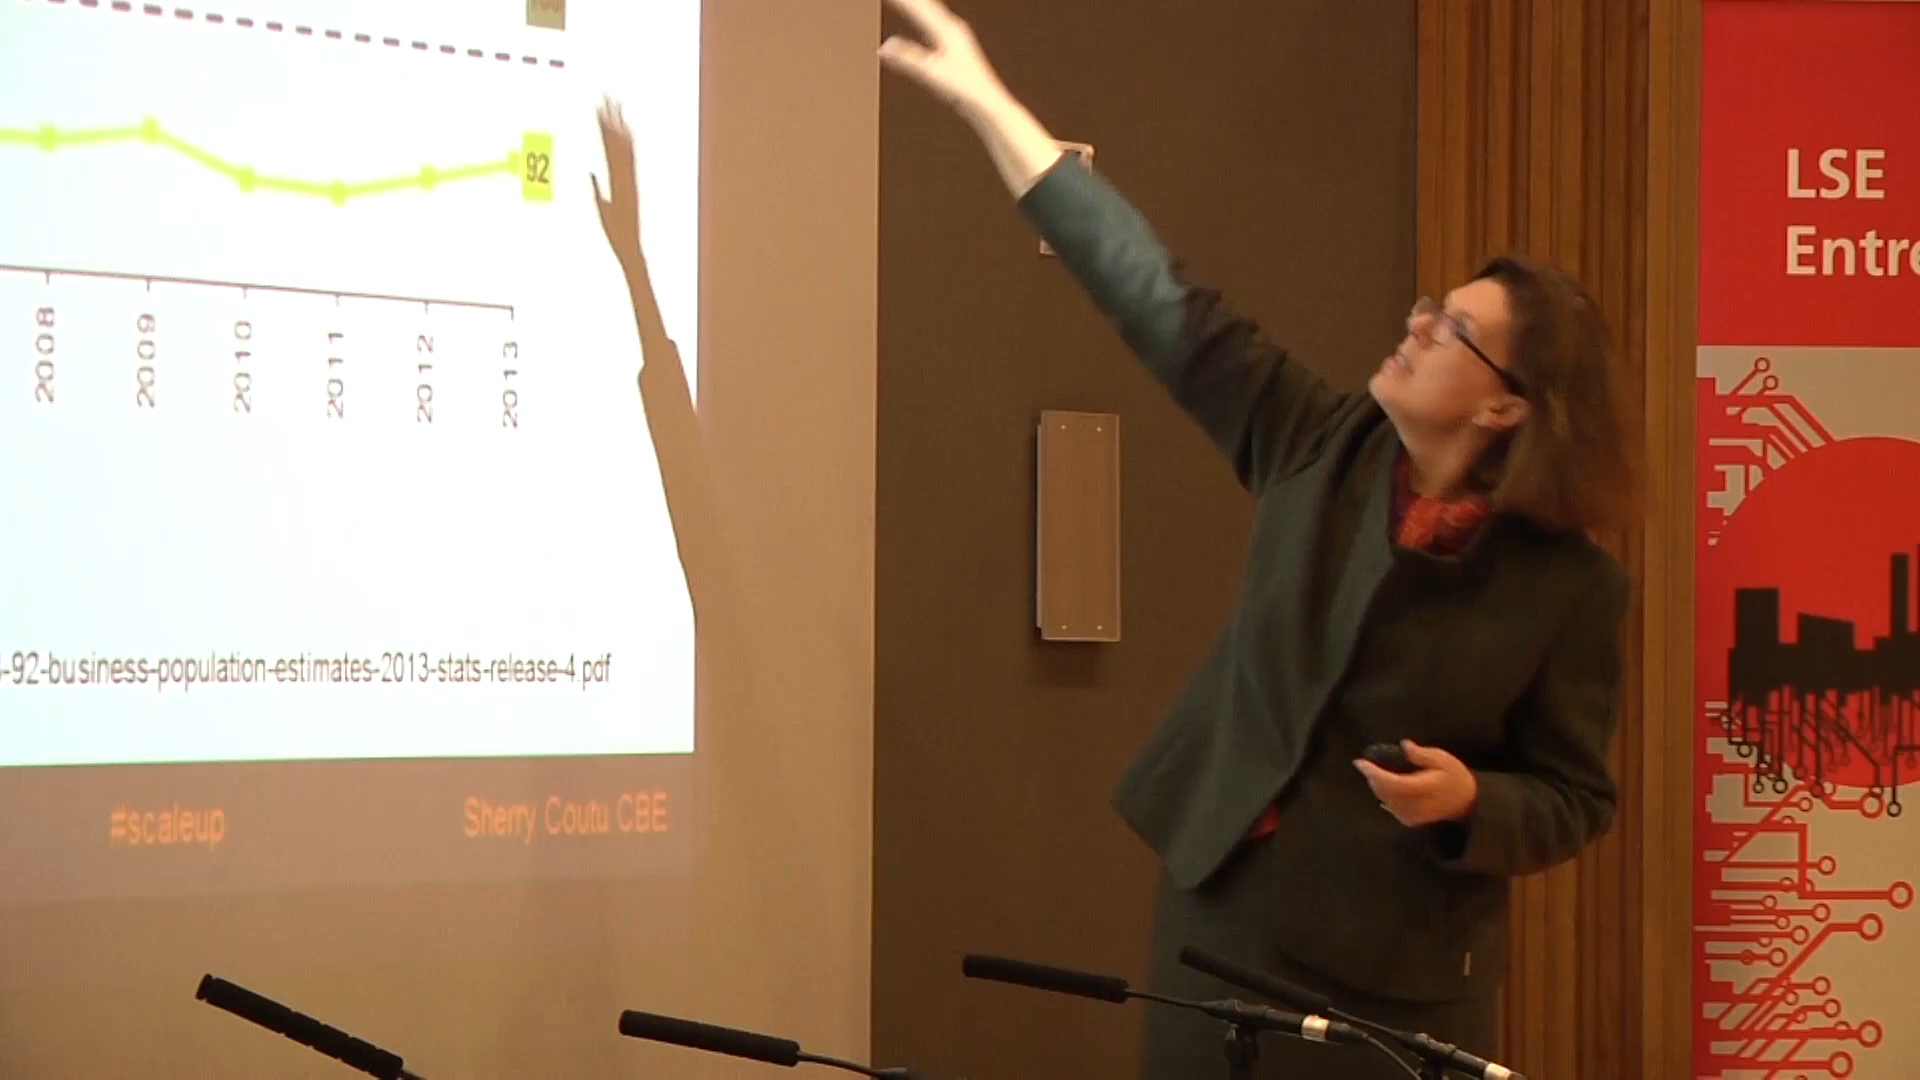 92
2008
2009
2010
2011
2012
2013
-92-business-population-estimates-2013-stats-release-4.pdf
#scaleup
Sherry Coutu CBE
LSE
Entre